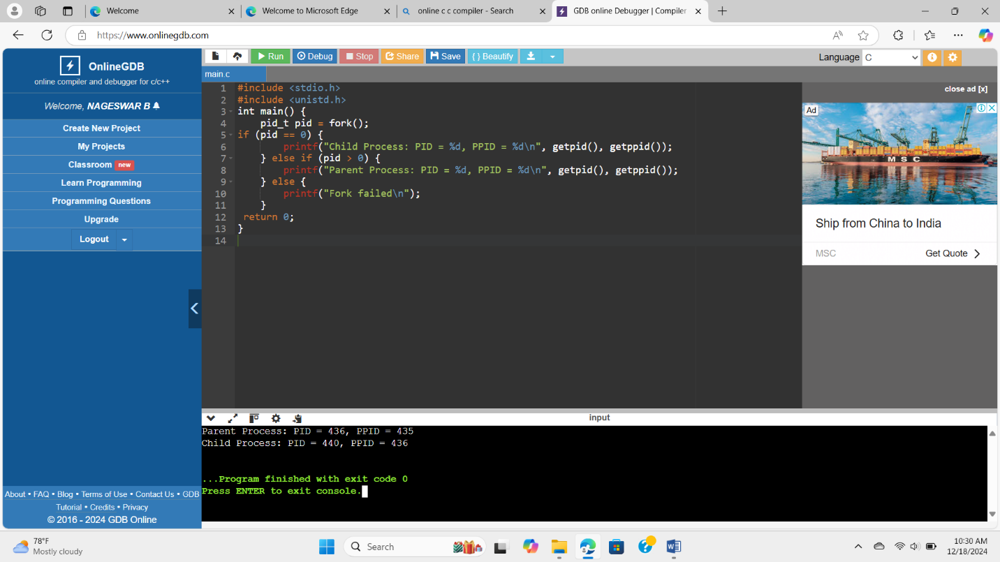 Welcome
Welcome to Microsoft Edge
online c c compiler - Search
GDB online Debugger | Compiler
https://www.onlinegdb.com
OnlineGDB
online compiler and debugger for c/c++
Welcome, NAGESWAR B
Create New Project
My Projects
Classroom new
Learn Programming
Programming Questions
Upgrade
Logout
About • FAQ • Blog • Terms of Use • Contact Us • GDB
Tutorial • Credits • Privacy
© 2016 - 2024 GDB Online
Run Debug Stop Share Save { } Beautify
Language C
main.c
1 #include <stdio.h>
2 #include <unistd.h>
3 int main() {
4     pid_t pid = fork();
5 if (pid == 0) {
6         printf("Child Process: PID = %d, PPID = %d\n", getpid(), getppid());
7     } else if (pid > 0) {
8         printf("Parent Process: PID = %d, PPID = %d\n", getpid(), getppid());
9     } else {
10         printf("Fork failed\n");
11     }
12  return 0;
13 }
14
close ad [x]
Ad
MSC
Ship from China to India
MSC Get Quote
input
Parent Process: PID = 436, PPID = 435
Child Process: PID = 440, PPID = 436
...Program finished with exit code 0
Press ENTER to exit console.
78°F
Mostly cloudy
Search
10:30 AM
12/18/2024